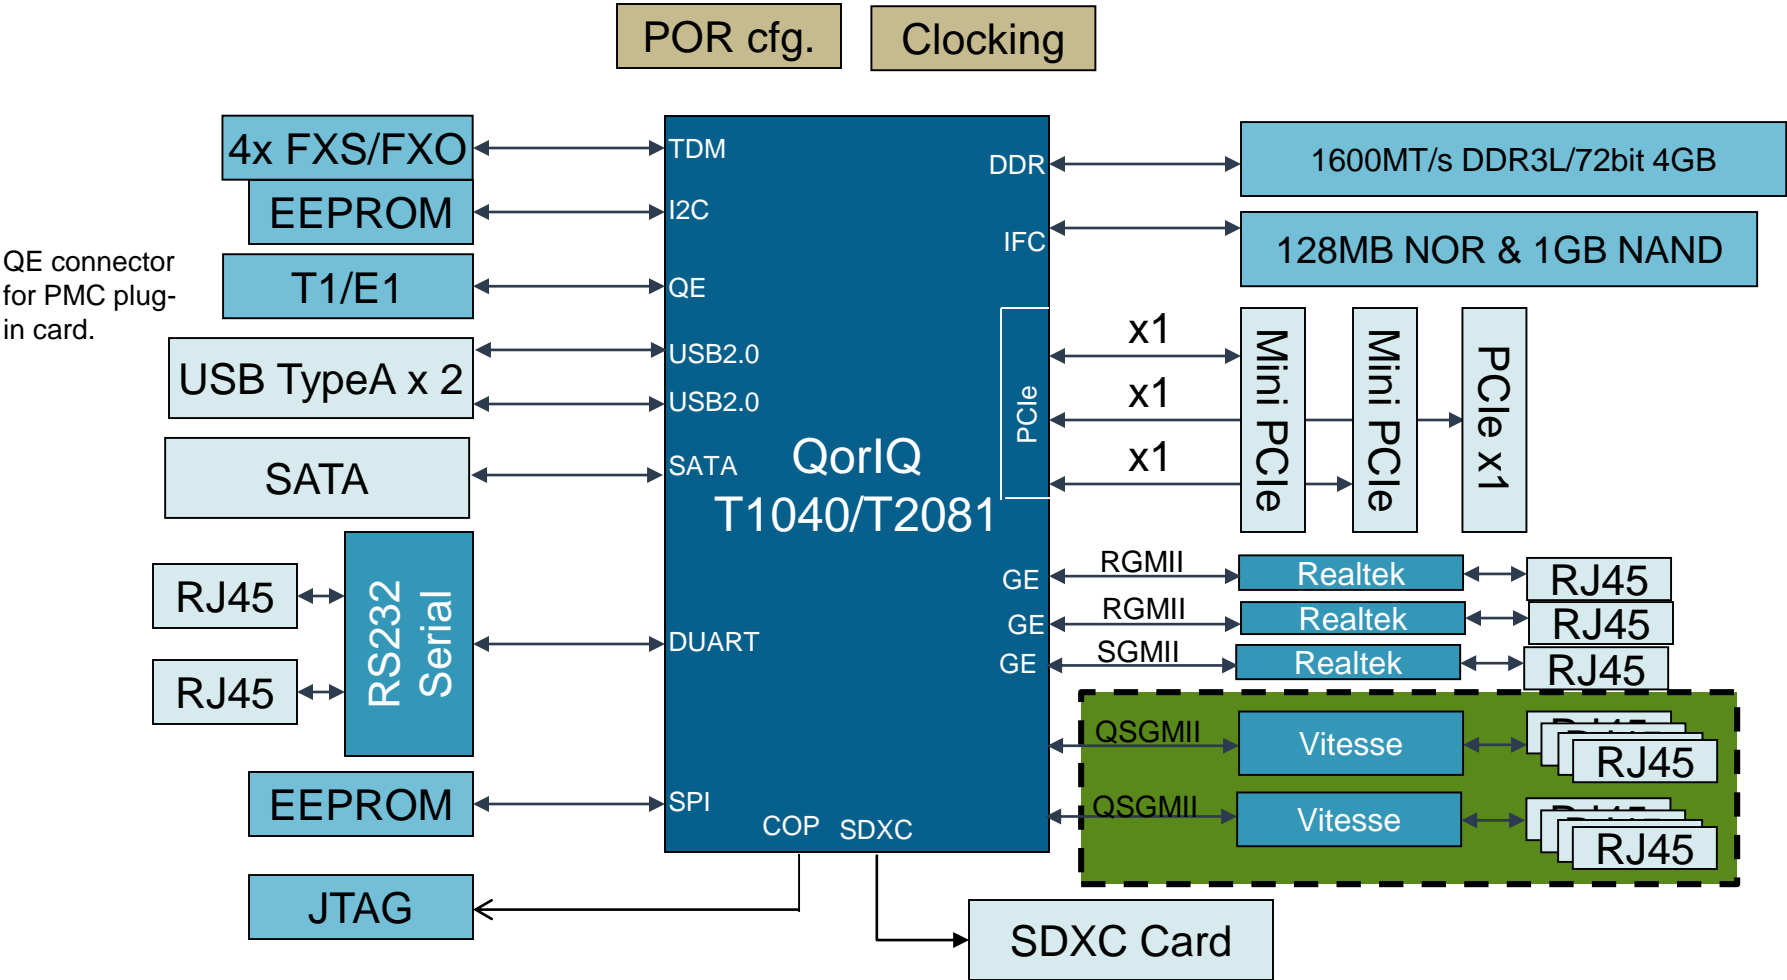 POR cfg.
Clocking
4x FXS/FXO
TDM
DDR
1600MT/s DDR3L/72bit 4GB
EEPROM
I2C
IFC
128MB NOR & 1GB NAND
QE connector
for PMC plug-
in card.
T1/E1
QE
USB TypeA x 2
USB2.0
USB2.0
PCIe
x1
x1
x1
Mini PCIe
Mini PCIe
PCIe x1
SATA
SATA
QorIQ
T1040/T2081
RJ45
RJ45
RS232
Serial
DUART
GE
RGMII
Realtek
RJ45
GE
RGMII
Realtek
RJ45
GE
SGMII
Realtek
RJ45
QSGMII
Vitesse
RJ45
QSGMII
Vitesse
RJ45
EEPROM
SPI
COP
SDXC
JTAG
SDXC Card